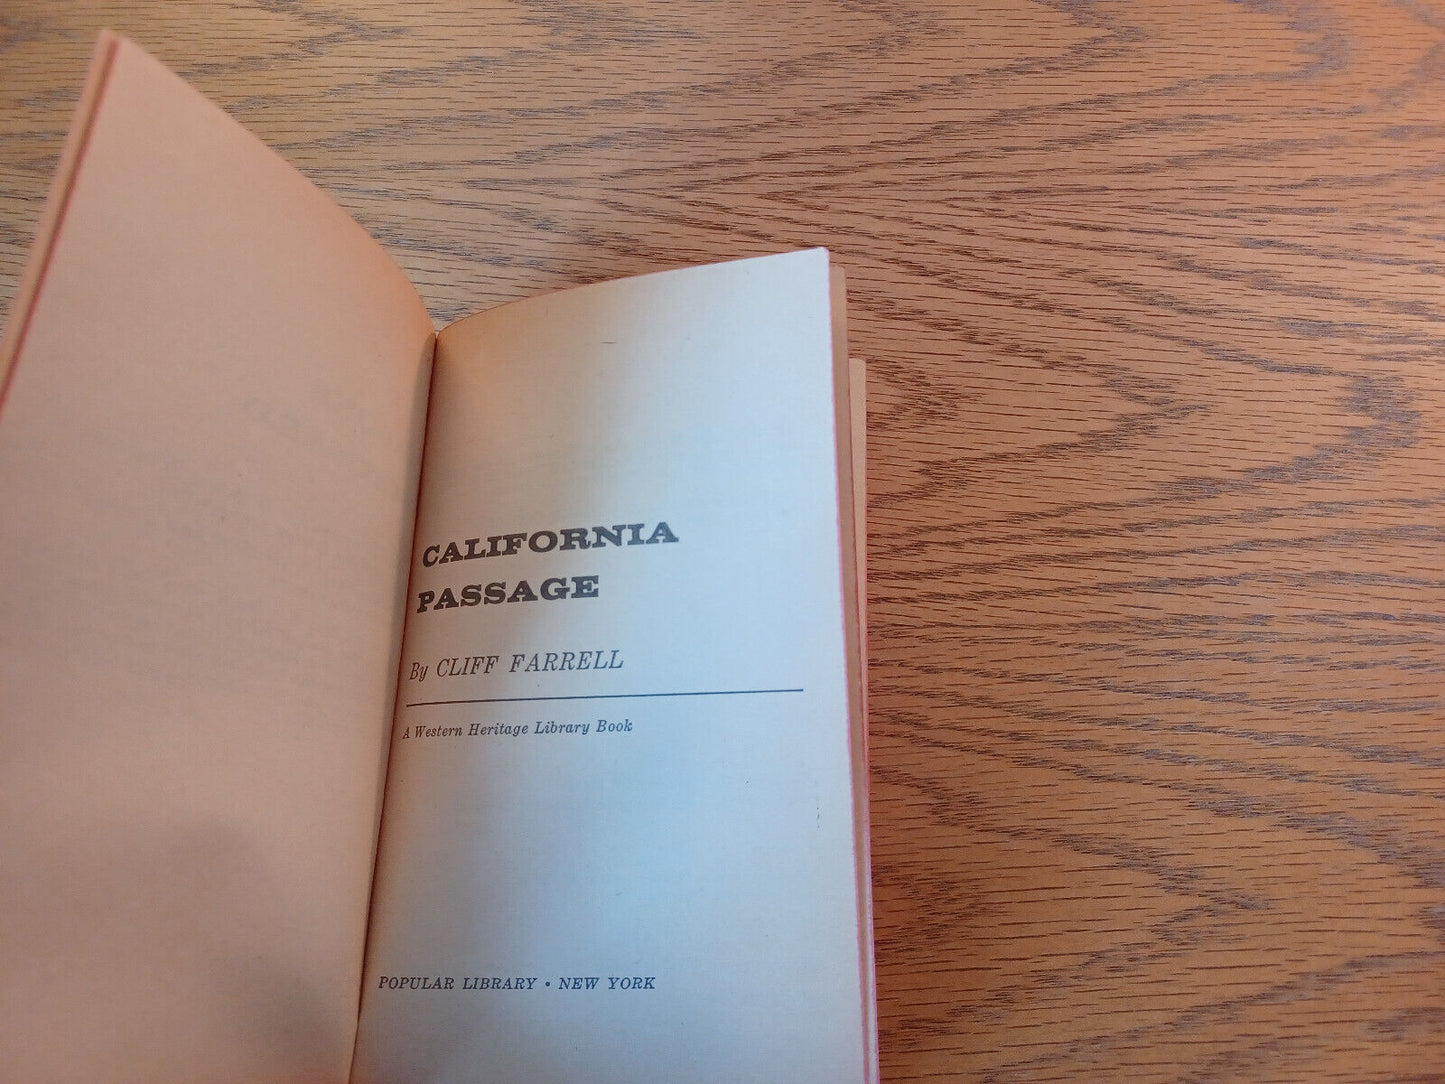 CALIFORNIA
PASSAGE
By CLIFF FARRELL
A Western Heritage Library Book
POPULAR LIBRARY • NEW YORK